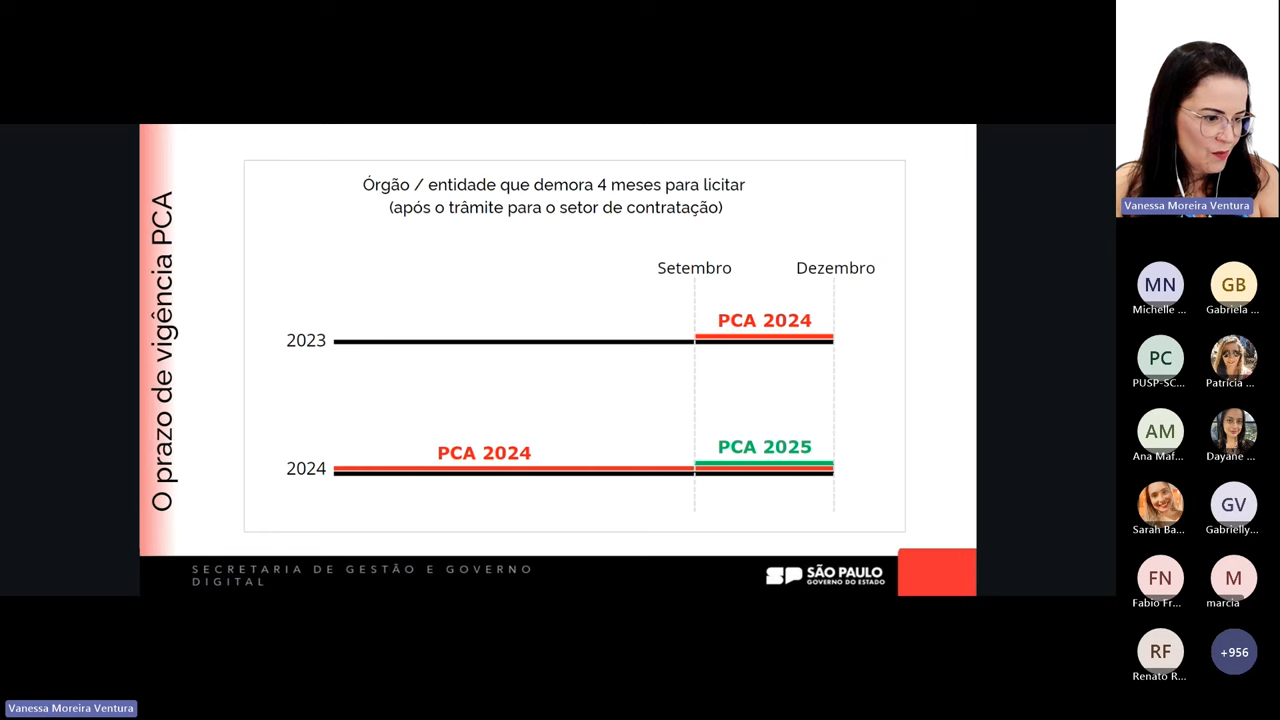 O prazo de vigência PCA
Órgão / entidade que demora 4 meses para licitar
(após o trâmite para o setor de contratação)
Setembro
Dezembro
PCA 2024
2023
PCA 2024
PCA 2025
2024
SECRETARIA DE GESTÃO E GOVERNO
DIGITAL
SP
SÃO PAULO
GOVERNO DO ESTADO
Vanessa Moreira Ventura
MN
Michelle ...
GB
Gabriela ...
PC
PUSP-SC...
Patrícia ...
AM
Ana Maf...
Dayane ...
Sarah Ba...
GV
Gabrielly...
FN
Fabio Fr...
M
marcia
RF
Renato R...
+956
Vanessa Moreira Ventura